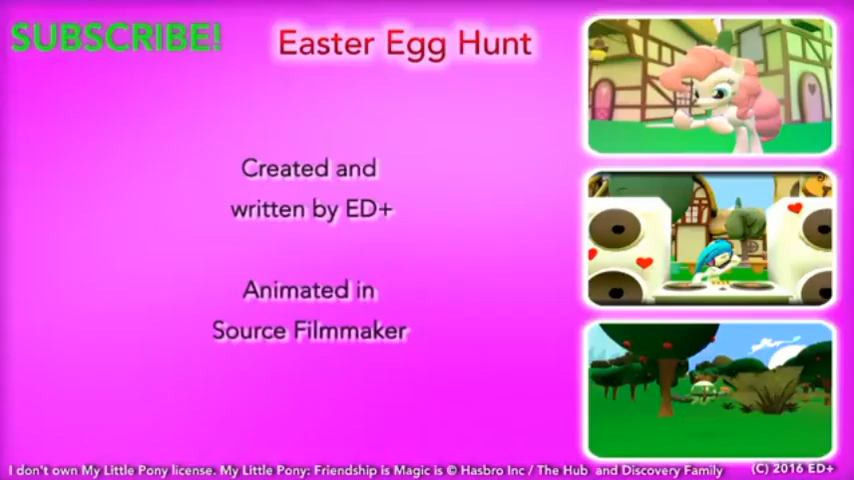 SUBSCRIBE!
Easter Egg Hunt
Created and
written by ED+
Animated in
Source Filmmaker
I don't own My Little Pony license. My Little Pony: Friendship is Magic is © Hasbro Inc / The Hub and Discovery Family
(C) 2016 ED+